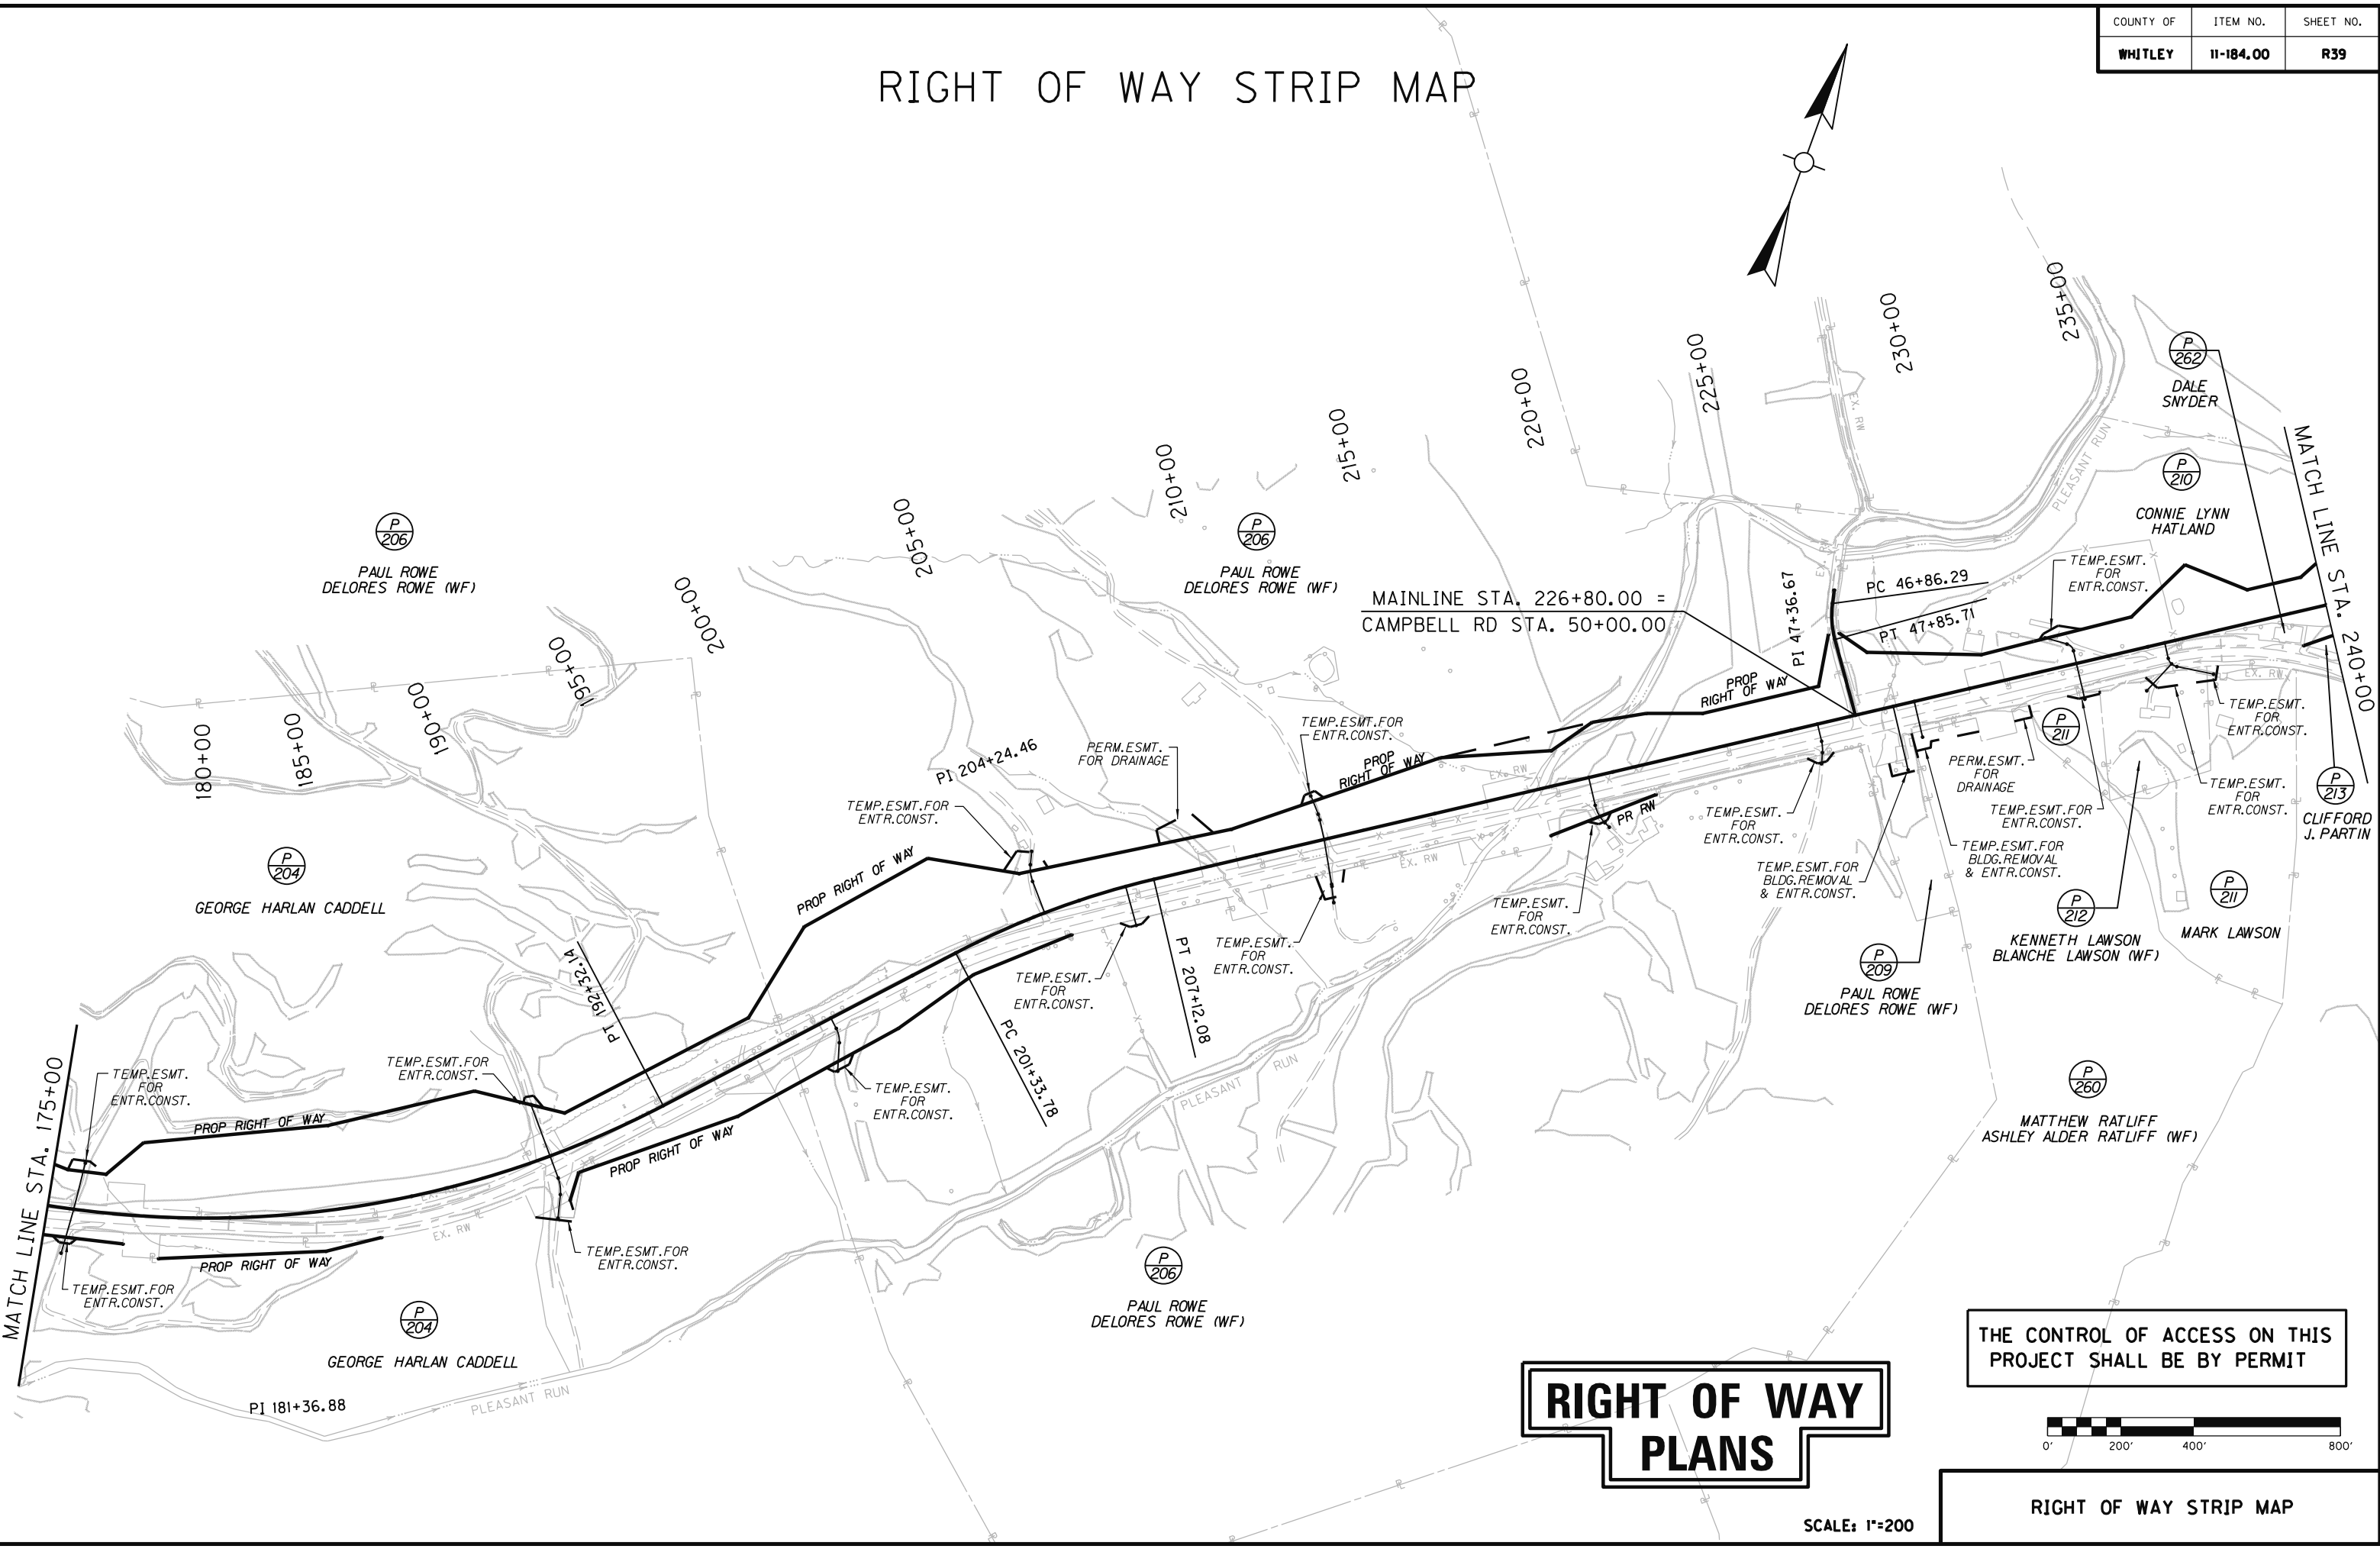 COUNTY OF ITEM NO. SHEET NO.
WHITLEY 11-184.00 R39
RIGHT OF WAY STRIP MAP
180+00
185+00
190+00
195+00
200+00
205+00
210+00
215+00
220+00
225+00
230+00
235+00
P
262
DALE
SNYDER
P
210
CONNIE LYNN
HATLAND
MATCH LINE STA. 240+00
P
206
PAUL ROWE
DELORES ROWE (WF)
P
206
PAUL ROWE
DELORES ROWE (WF)
MAINLINE STA. 226+80.00 =
CAMPBELL RD STA. 50+00.00
PI 47+36.67
PC 46+86.29
PT 47+85.71
EX. RW
EX. RW
PLEASANT RUN
TEMP.ESMT.
FOR
ENTR.CONST.
PROP
RIGHT OF WAY
TEMP.ESMT.FOR
ENTR.CONST.
PROP
RIGHT OF WAY
EX. RW
PERM.ESMT.
FOR DRAINAGE
PI 204+24.46
TEMP.ESMT.FOR
ENTR.CONST.
PROP RIGHT OF WAY
P
204
GEORGE HARLAN CADDELL
PT 192+32.14
EX. RW
TEMP.ESMT.
FOR
ENTR.CONST.
P
211
PERM.ESMT.
FOR
DRAINAGE
TEMP.ESMT.
FOR
ENTR.CONST.
P
213
CLIFFORD
J. PARTIN
TEMP.ESMT.FOR
ENTR.CONST.
TEMP.ESMT.
FOR
ENTR.CONST.
PR RW
EX. RW
TEMP.ESMT.FOR
BLDG.REMOVAL
& ENTR.CONST.
TEMP.ESMT.FOR
BLDG.REMOVAL
& ENTR.CONST.
P
211
MARK LAWSON
P
212
KENNETH LAWSON
BLANCHE LAWSON (WF)
P
209
PAUL ROWE
DELORES ROWE (WF)
TEMP.ESMT.
FOR
ENTR.CONST.
TEMP.ESMT.
FOR
ENTR.CONST.
PT 207+12.08
TEMP.ESMT.
FOR
ENTR.CONST.
PC 201+33.78
TEMP.ESMT.
FOR
ENTR.CONST.
PLEASANT RUN
P
260
MATTHEW RATLIFF
ASHLEY ALDER RATLIFF (WF)
MATCH LINE STA. 175+00
TEMP.ESMT.
FOR
ENTR.CONST.
TEMP.ESMT.FOR
ENTR.CONST.
PROP RIGHT OF WAY
PROP RIGHT OF WAY
EX. RW
EX. RW
PROP RIGHT OF WAY
TEMP.ESMT.FOR
ENTR.CONST.
TEMP.ESMT.FOR
ENTR.CONST.
P
204
GEORGE HARLAN CADDELL
P
206
PAUL ROWE
DELORES ROWE (WF)
PI 181+36.88
PLEASANT RUN
THE CONTROL OF ACCESS ON THIS
PROJECT SHALL BE BY PERMIT
RIGHT OF WAY
PLANS
0' 200' 400' 800'
SCALE: 1"=200
RIGHT OF WAY STRIP MAP